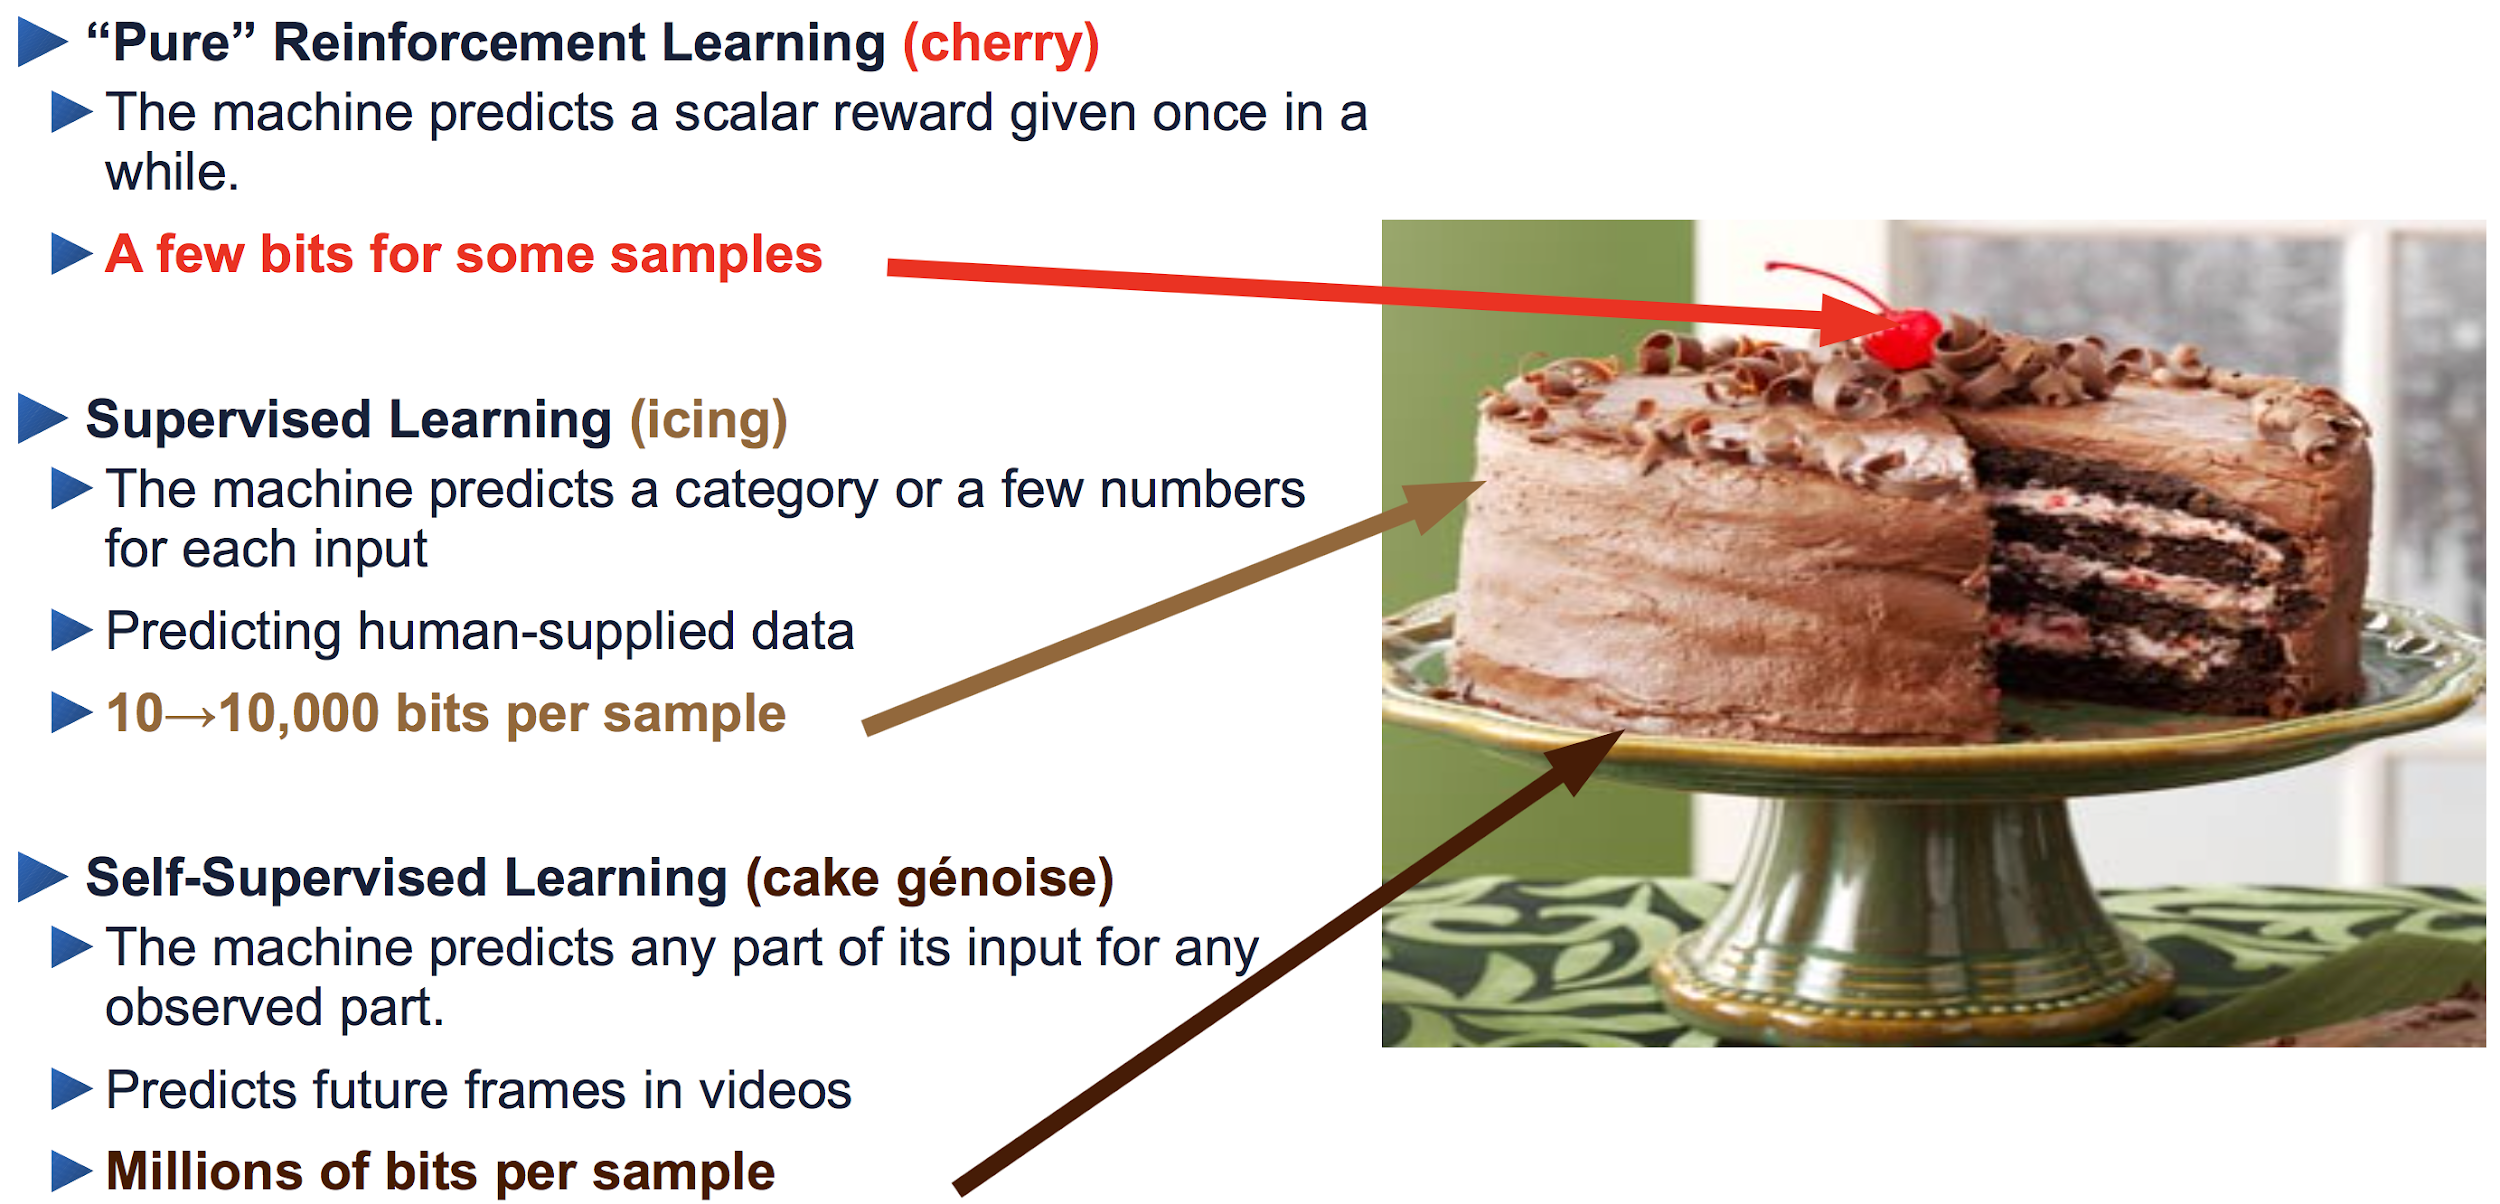 “Pure” Reinforcement Learning (cherry)
The machine predicts a scalar reward given once in a
while.
A few bits for some samples
Supervised Learning (icing)
The machine predicts a category or a few numbers
for each input
Predicting human-supplied data
10→10,000 bits per sample
Self-Supervised Learning (cake génoise)
The machine predicts any part of its input for any
observed part.
Predicts future frames in videos
Millions of bits per sample